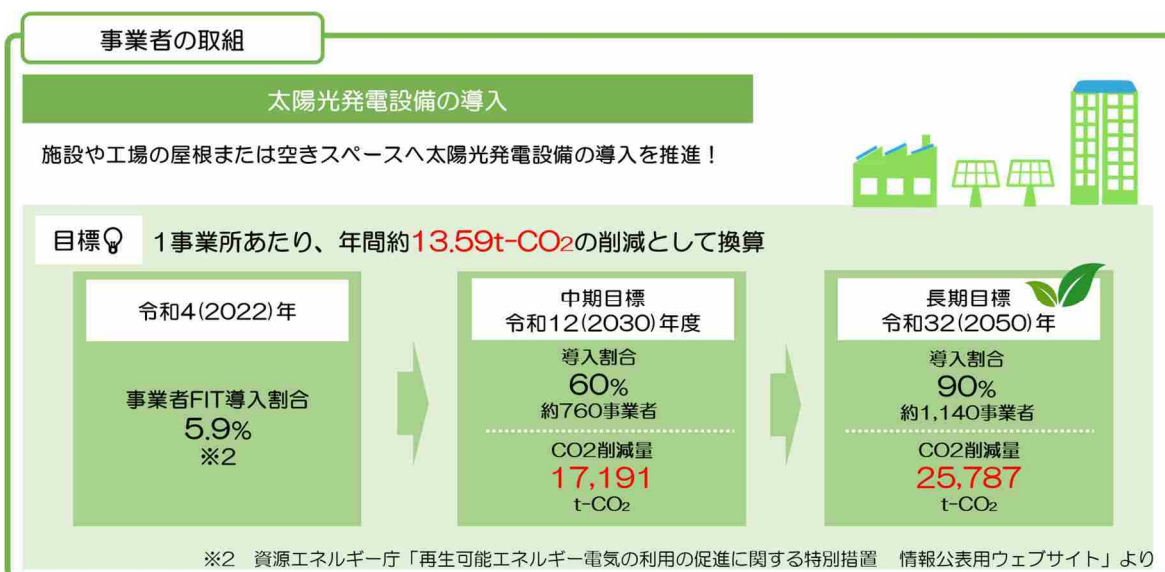 事業者の取組
太陽光発電設備の導入
施設や工場の屋根または空きスペースへ太陽光発電設備の導入を推進！
目標
1事業所あたり、年間約13.59t-CO2の削減として換算
令和4(2022)年
事業者FIT導入割合
5.9%
※2
中期目標
令和12(2030)年度
導入割合
60%
約760事業者
CO2削減量
17,191
t-CO2
長期目標
令和32(2050)年
導入割合
90%
約1,140事業者
CO2削減量
25,787
t-CO2
※2　資源エネルギー庁「再生可能エネルギー電気の利用の促進に関する特別措置　情報公表用ウェブサイト」より